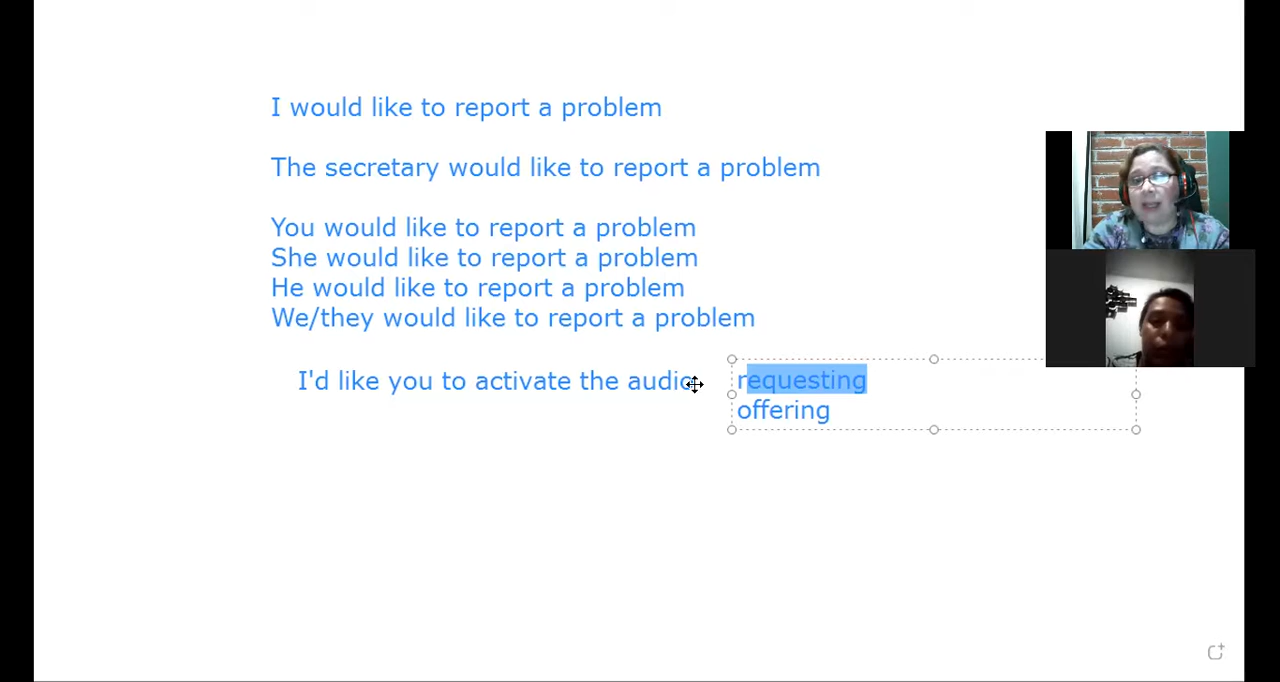 I would like to report a problem
The secretary would like to report a problem
You would like to report a problem
She would like to report a problem
He would like to report a problem
We/they would like to report a problem
I'd like you to activate the audio
requesting
offering